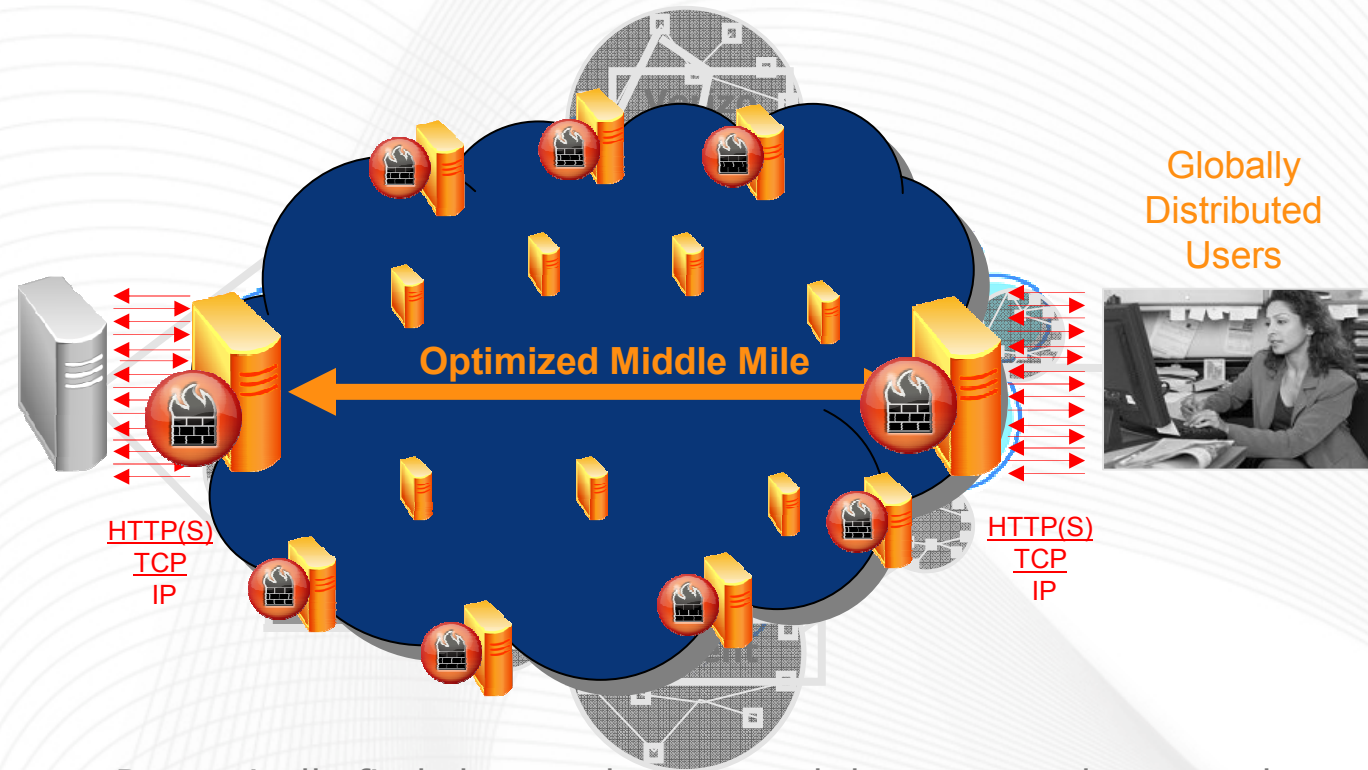 Globally
Distributed
Users
Optimized Middle Mile
HTTP(S)
TCP
IP
HTTP(S)
TCP
IP